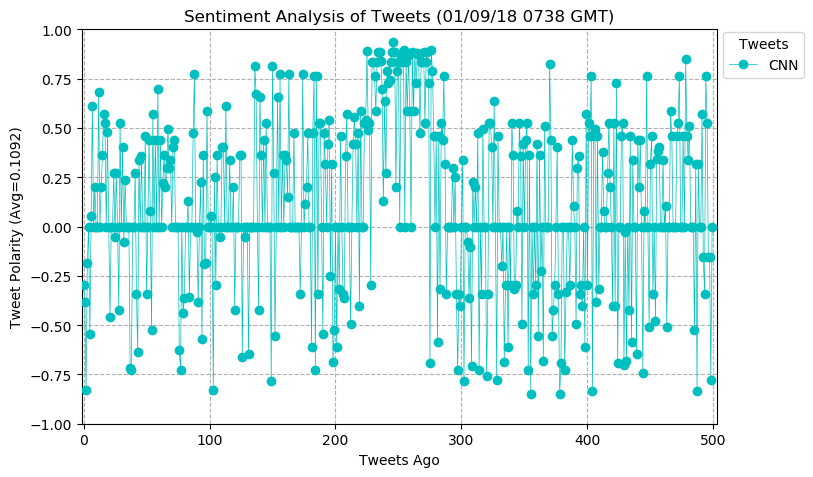 Sentiment Analysis of Tweets (01/09/18 0738 GMT)
Tweets
CNN
Tweet Polarity (Avg=0.1092)
1.00
0.75
0.50
0.25
0.00
−0.25
−0.50
−0.75
−1.00
0 100 200 300 400 500
Tweets Ago